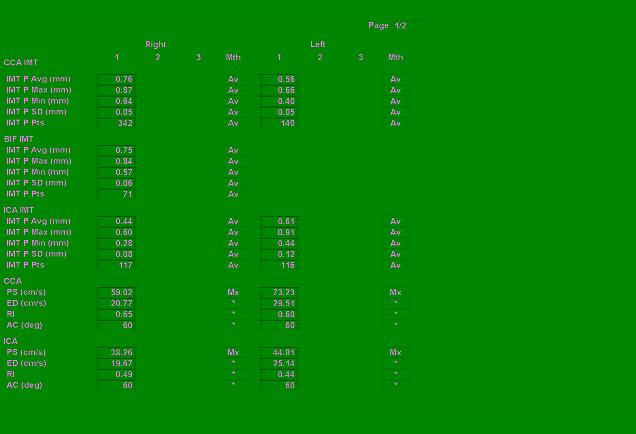 Page 1/2
Right Left
1 2 3 Mth 1 2 3 Mth
CCA IMT
IMT P Avg (mm) 0.76 Av 0.56 Av
IMT P Max (mm) 0.87 Av 0.66 Av
IMT P Min (mm) 0.64 Av 0.40 Av
IMT P SD (mm) 0.05 Av 0.05 Av
IMT P Pts 342 Av 140 Av
BIF IMT
IMT P Avg (mm) 0.75 Av
IMT P Max (mm) 0.84 Av
IMT P Min (mm) 0.57 Av
IMT P SD (mm) 0.06 Av
IMT P Pts 71 Av
ICA IMT
IMT P Avg (mm) 0.44 Av 0.61 Av
IMT P Max (mm) 0.60 Av 0.91 Av
IMT P Min (mm) 0.28 Av 0.44 Av
IMT P SD (mm) 0.08 Av 0.12 Av
IMT P Pts 117 Av 116 Av
CCA
PS (cm/s) 59.02 Mx 73.23 Mx
ED (cm/s) 20.77 * 29.51 *
RI 0.65 * 0.60 *
AC (deg) 60 * 60 *
ICA
PS (cm/s) 38.26 Mx 44.81 Mx
ED (cm/s) 19.67 * 25.14 *
RI 0.49 * 0.44 *
AC (deg) 60 * 60 *